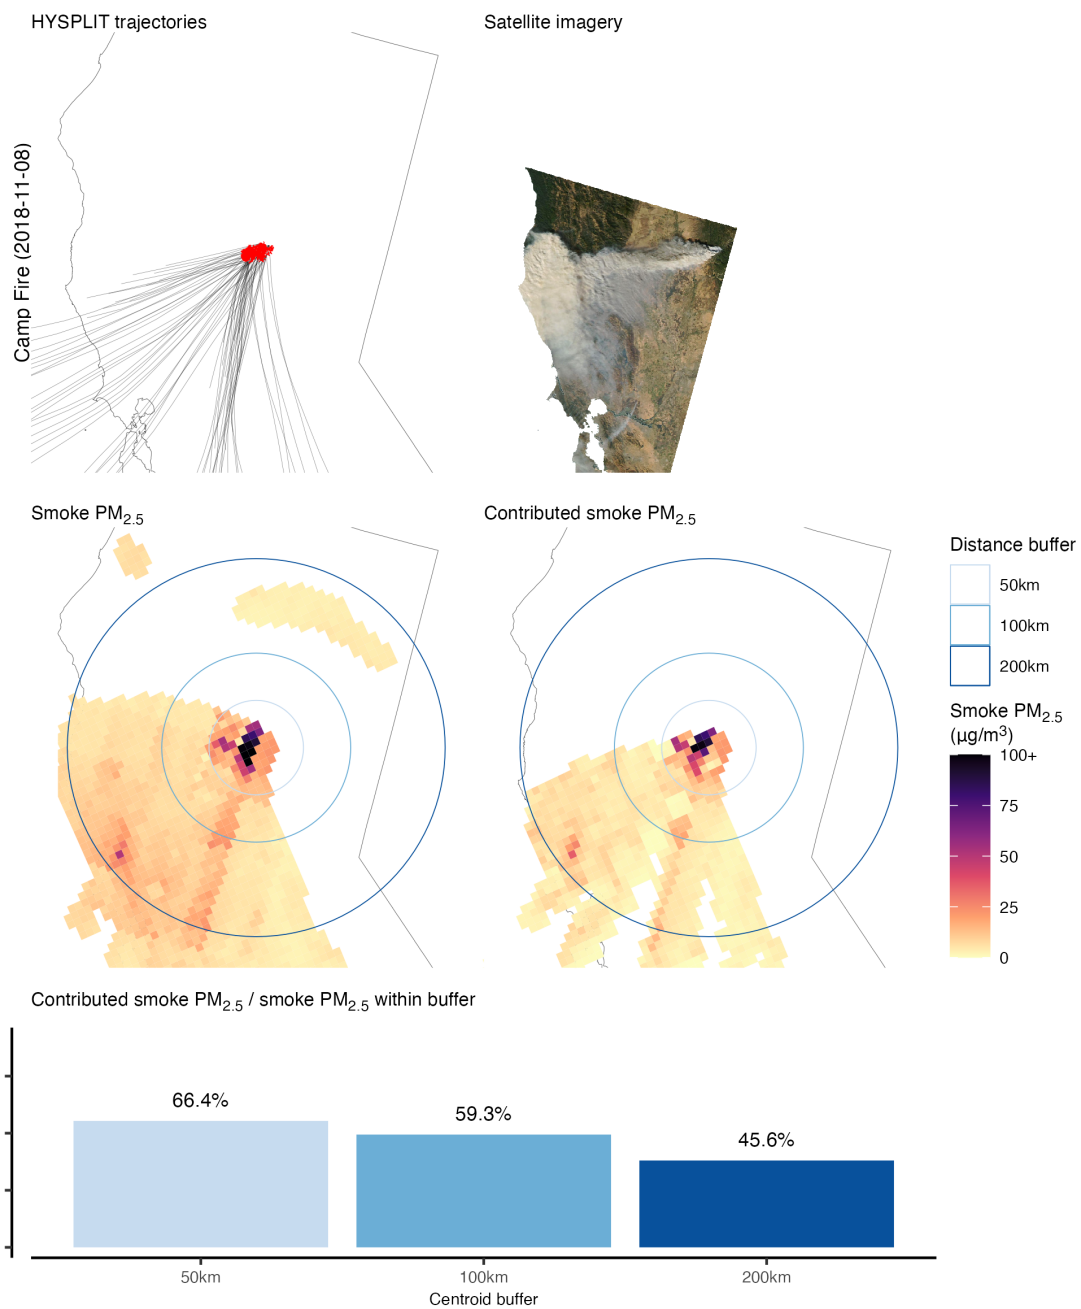 HYSPLIT trajectories
Satellite imagery
Camp Fire (2018-11-08)
Smoke PM2.5
Contributed smoke PM2.5
Distance buffer
50km
100km
200km
Smoke PM2.5
(µg/m³)
100+
75
50
25
0
Contributed smoke PM2.5 / smoke PM2.5 within buffer
66.4%
59.3%
45.6%
50km
100km
200km
Centroid buffer